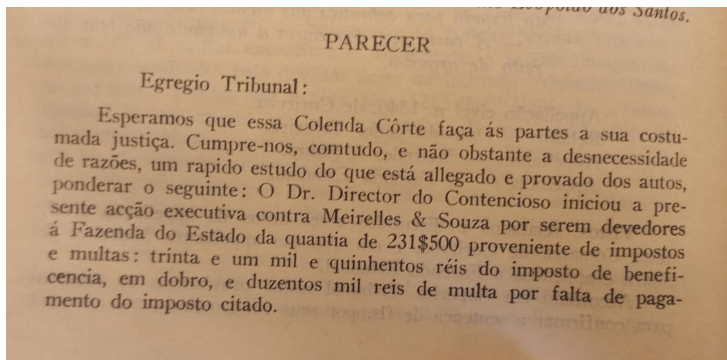 Leopoldo dos Santos.
PARECER
Egregio Tribunal:
Esperamos que essa Colenda Côrte faça ás partes a sua costu-
mada justiça. Cumpre-nos, comtudo, e não obstante a desnecessidade
de razões, um rapido estudo do que está allegado e provado dos autos,
ponderar o seguinte: O Dr. Director do Contencioso iniciou a pre-
sente acção executiva contra Meirelles & Souza por serem devedores
á Fazenda do Estado da quantia de 231$500 proveniente de impostos
e multas: trinta e um mil e quinhentos réis do imposto de benefi-
cencia, em dobro, e duzentos mil reis de multa por falta de paga-
mento do imposto citado.